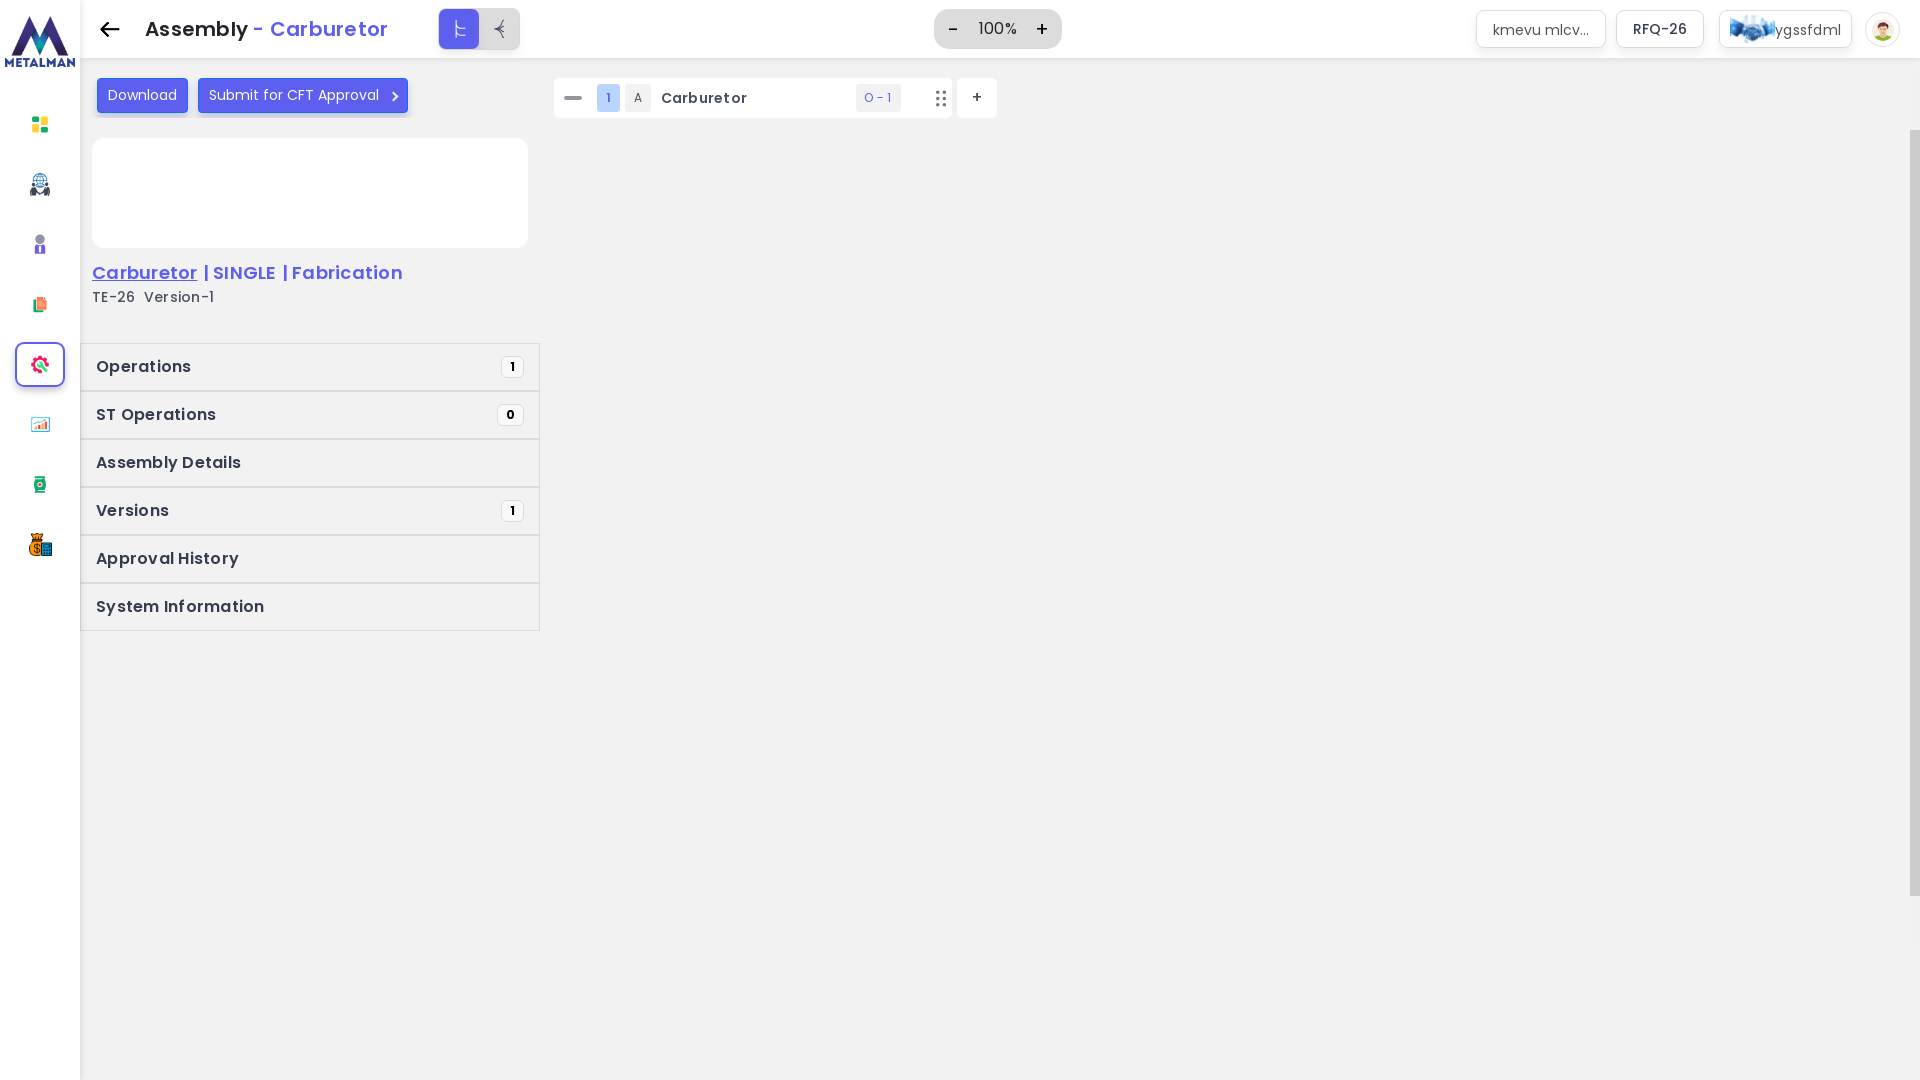 METALMAN
Assembly - Carburetor
- 100% +
kmevu mlcv...
RFQ-26
ygssfdml
Download
Submit for CFT Approval
1 A Carburetor O - 1
+
Carburetor | SINGLE | Fabrication
TE-26 Version-1
Operations 1
ST Operations 0
Assembly Details
Versions 1
Approval History
System Information